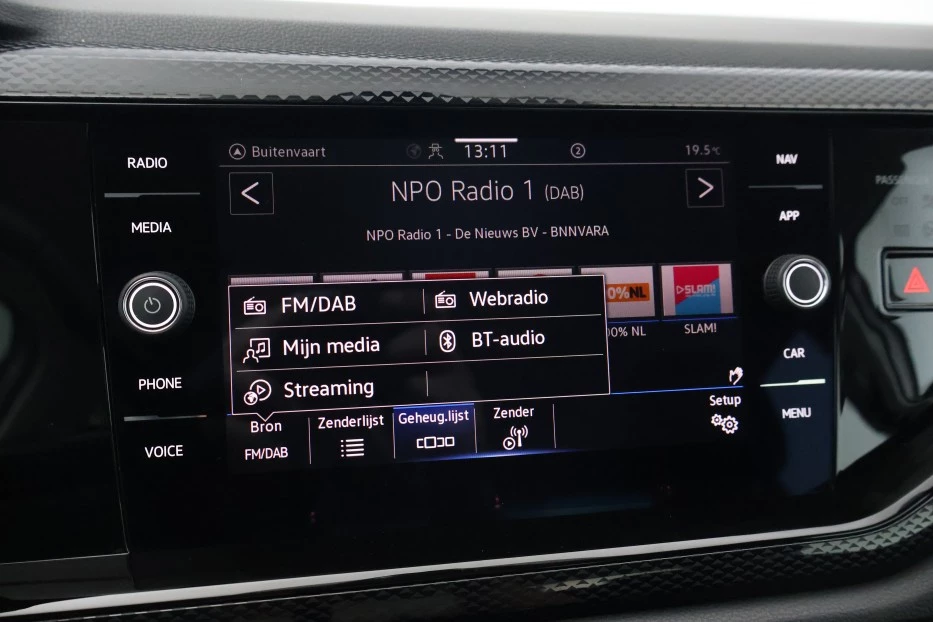 RADIO
MEDIA
PHONE
VOICE
Buitenvaart
13:11
2
19.5°C
NPO Radio 1 (DAB)
NPO Radio 1 - De Nieuws BV - BNNVARA
FM/DAB
Webradio
Mijn media
BT-audio
Streaming
0%NL
SLAM!
00% NL
SLAM!
Bron
FM/DAB
Zenderlijst
Geheug.lijst
Zender
Setup
NAV
APP
CAR
MENU